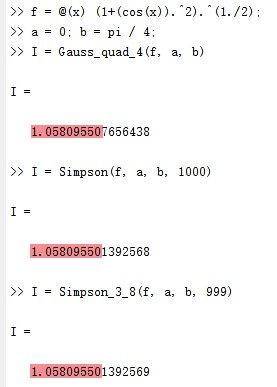 >> f = @(x) (1+(cos(x)).^2).^(1./2);
>> a = 0; b = pi / 4;
>> I = Gauss_quad_4(f, a, b)
I =
1.058095507656438
>> I = Simpson(f, a, b, 1000)
I =
1.058095501392568
>> I = Simpson_3_8(f, a, b, 999)
I =
1.058095501392569